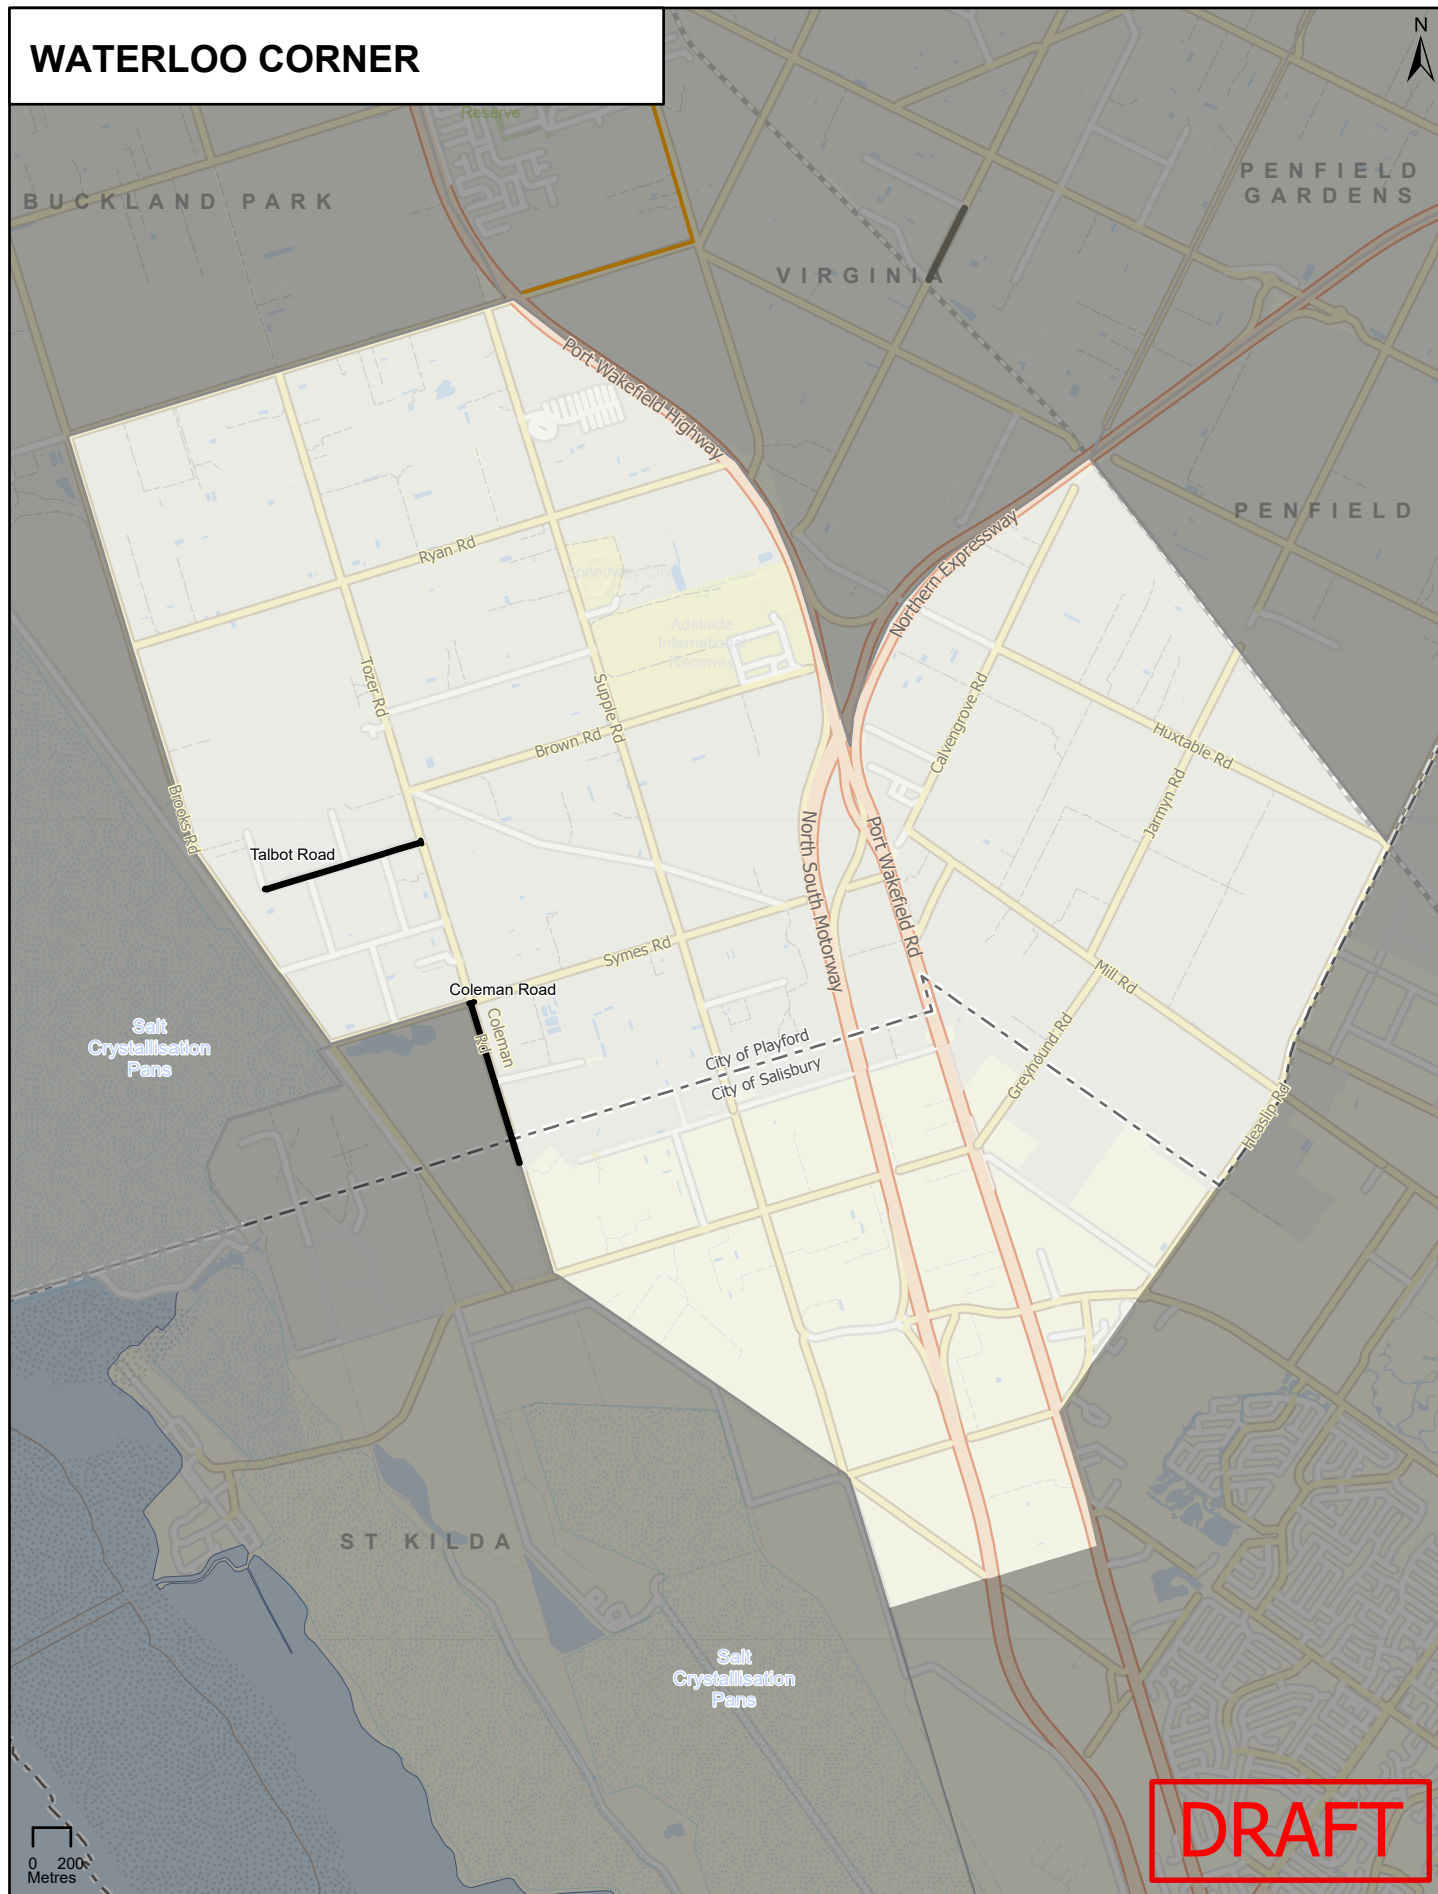 WATERLOO CORNER
N
Reserve
BUCKLAND PARK
PENFIELD
GARDENS
VIRGINIA
Port Wakefield Highway
PENFIELD
Ryan Rd
Northern Expressway
Speedway City
Adelaide
International
Raceway
Tozer Rd
Supple Rd
Calvengrove Rd
Brown Rd
Huxtable Rd
Jarmyn Rd
Brooks Rd
Talbot Road
North South Motorway
Port Wakefield Rd
Symes Rd
Mill Rd
Coleman Road
Coleman
Rd
Salt
Crystallisation
Pans
City of Playford
City of Salisbury
Greyhound Rd
Heaslip Rd
ST KILDA
Salt
Crystallisation
Pans
0 200
Metres
DRAFT